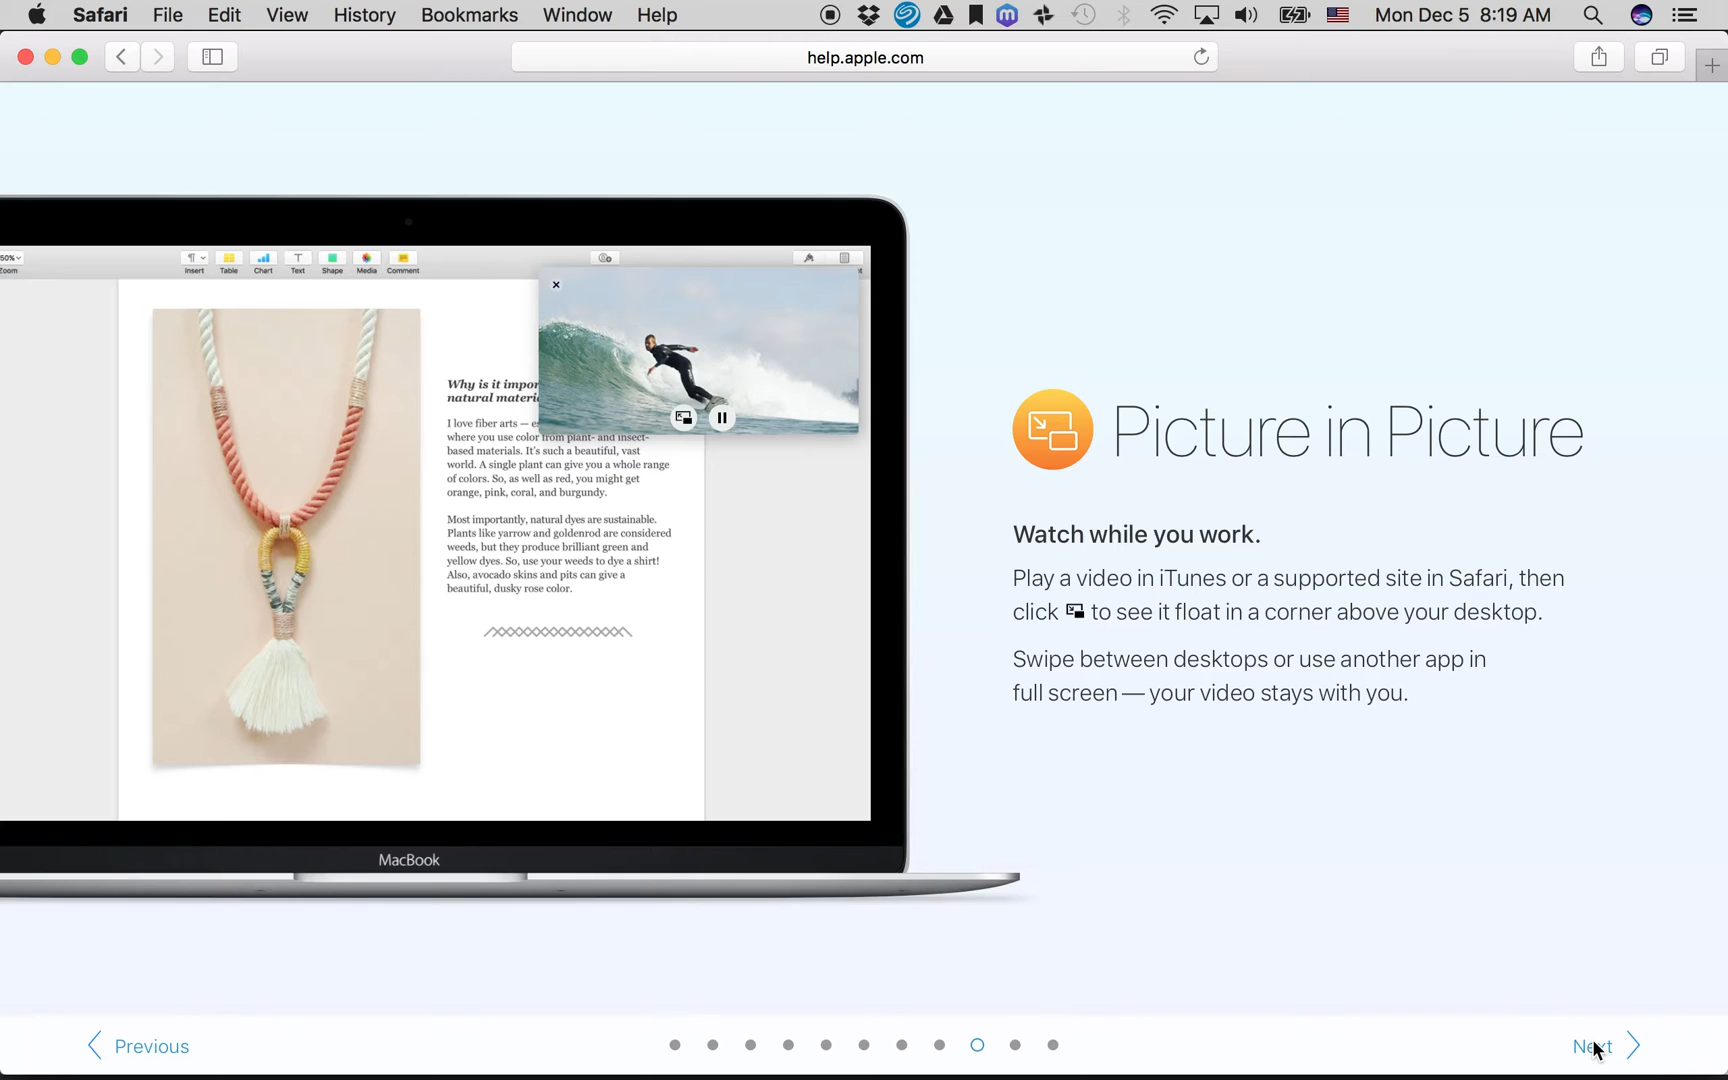 Safari File Edit View History Bookmarks Window Help Mon Dec 5 8:19 AM
help.apple.com
50%
Zoom Insert Table Chart Text Shape Media Comment
Why is it impor
natural materi
I love fiber arts — e
where you use color from plant- and insect-
based materials. It's such a beautiful, vast
world. A single plant can give you a whole range
of colors. So, as well as red, you might get
orange, pink, coral, and burgundy.
Most importantly, natural dyes are sustainable.
Plants like yarrow and goldenrod are considered
weeds, but they produce brilliant green and
yellow dyes. So, use your weeds to dye a shirt!
Also, avocado skins and pits can give a
beautiful, dusky rose color.
MacBook
Picture in Picture
Watch while you work.
Play a video in iTunes or a supported site in Safari, then
click to see it float in a corner above your desktop.
Swipe between desktops or use another app in
full screen — your video stays with you.
Previous
Next